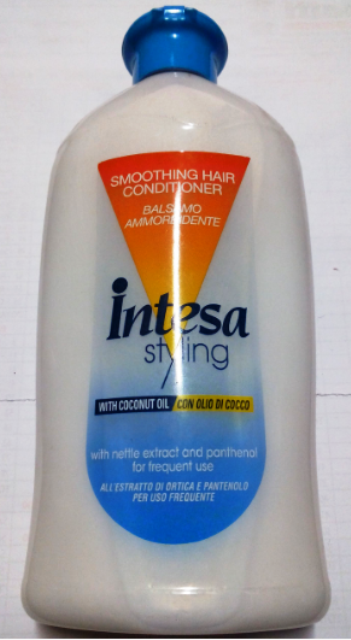 SMOOTHING HAIR
CONDITIONER
BALSAMO
AMMORBIDENTE
Intesa
styling
WITH COCONUT OIL CON OLIO DI COCCO
with nettle extract and panthenol
for frequent use
ALL'ESTRATTO DI ORTICA E PANTENOLO
PER USO FREQUENTE